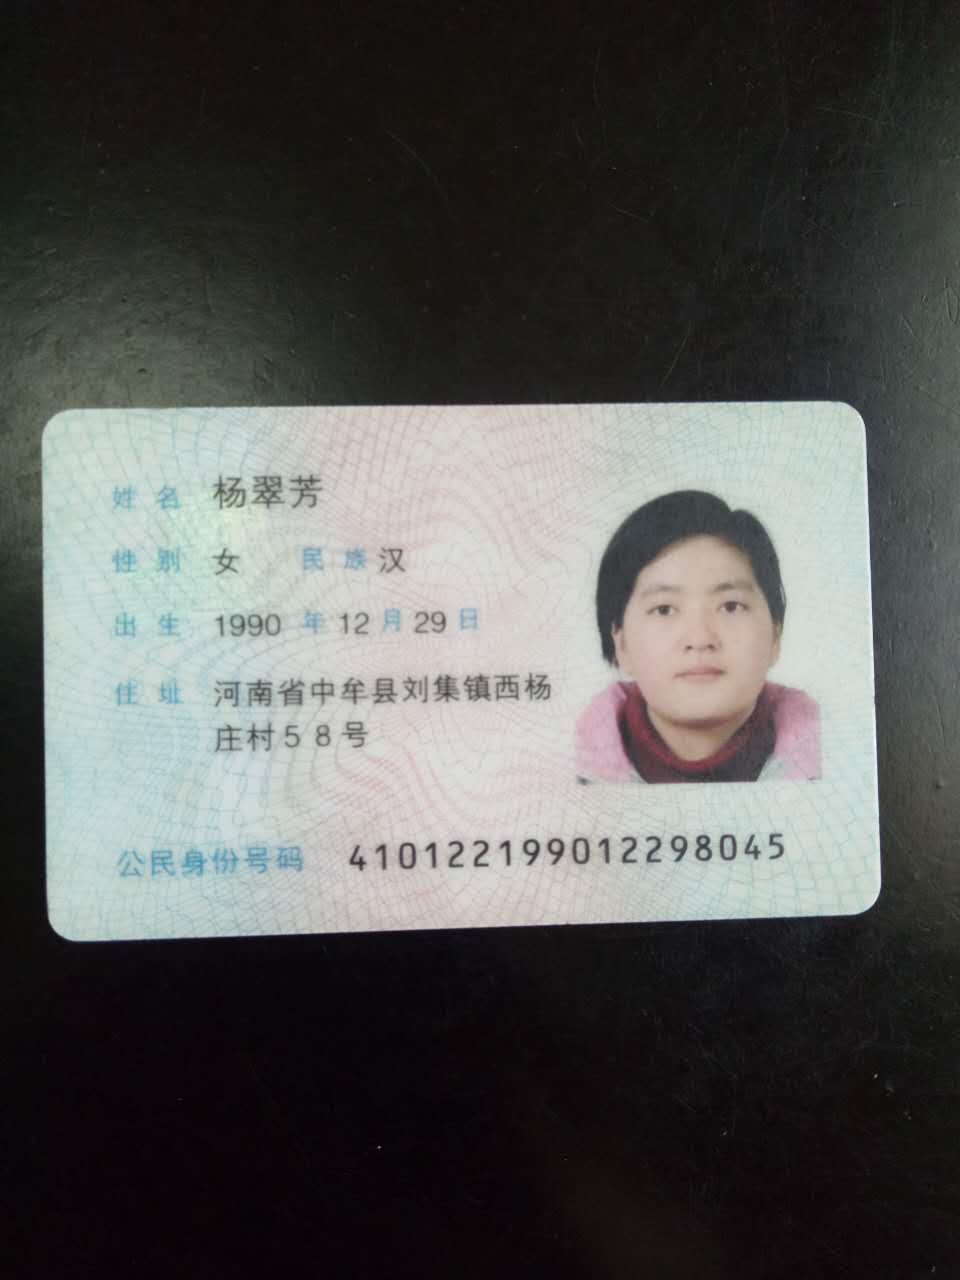 姓名 杨翠芳
性别 女 民族 汉
出生 1990 年 12 月 29 日
住址 河南省中牟县刘集镇西杨
庄村58号
公民身份号码 410122199012298045